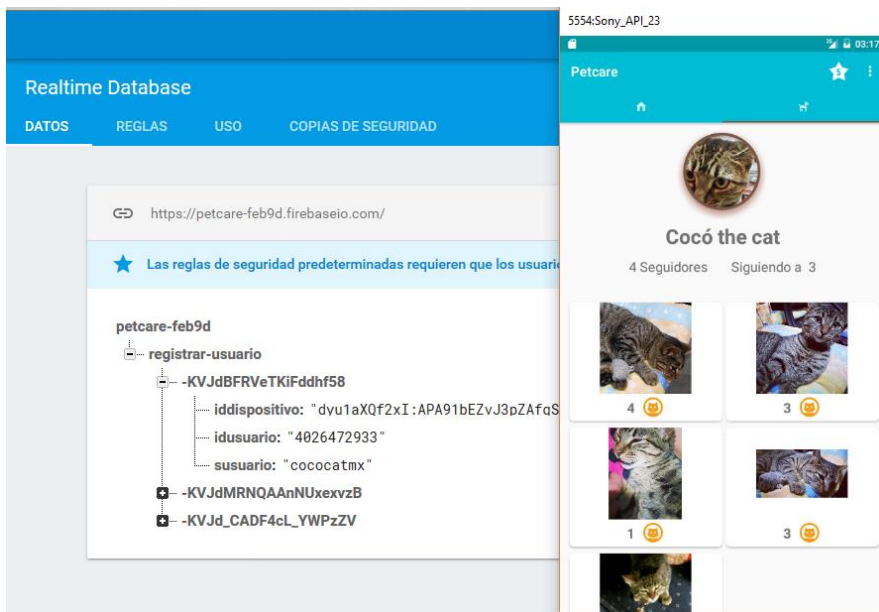 5554:Sony_API_23
03:17
Petcare
5
Realtime Database
DATOS REGLAS USO COPIAS DE SEGURIDAD
https://petcare-feb9d.firebaseio.com/
Las reglas de seguridad predeterminadas requieren que los
petcare-feb9d
registrar-usuario
-KVJdBFRVeTKiFddhf58
iddispositivo: "dyu1aXQf2xI:APA91bEZvJ3pZAfqS
idusuario: "4026472933"
susuario: "cococatmx"
-KVJdMRNQAAnNUxexvzB
-KVJd_CADF4cL_YWPzZV
Cocó the cat
4 Seguidores Siguiendo a 3
4
3
1
3